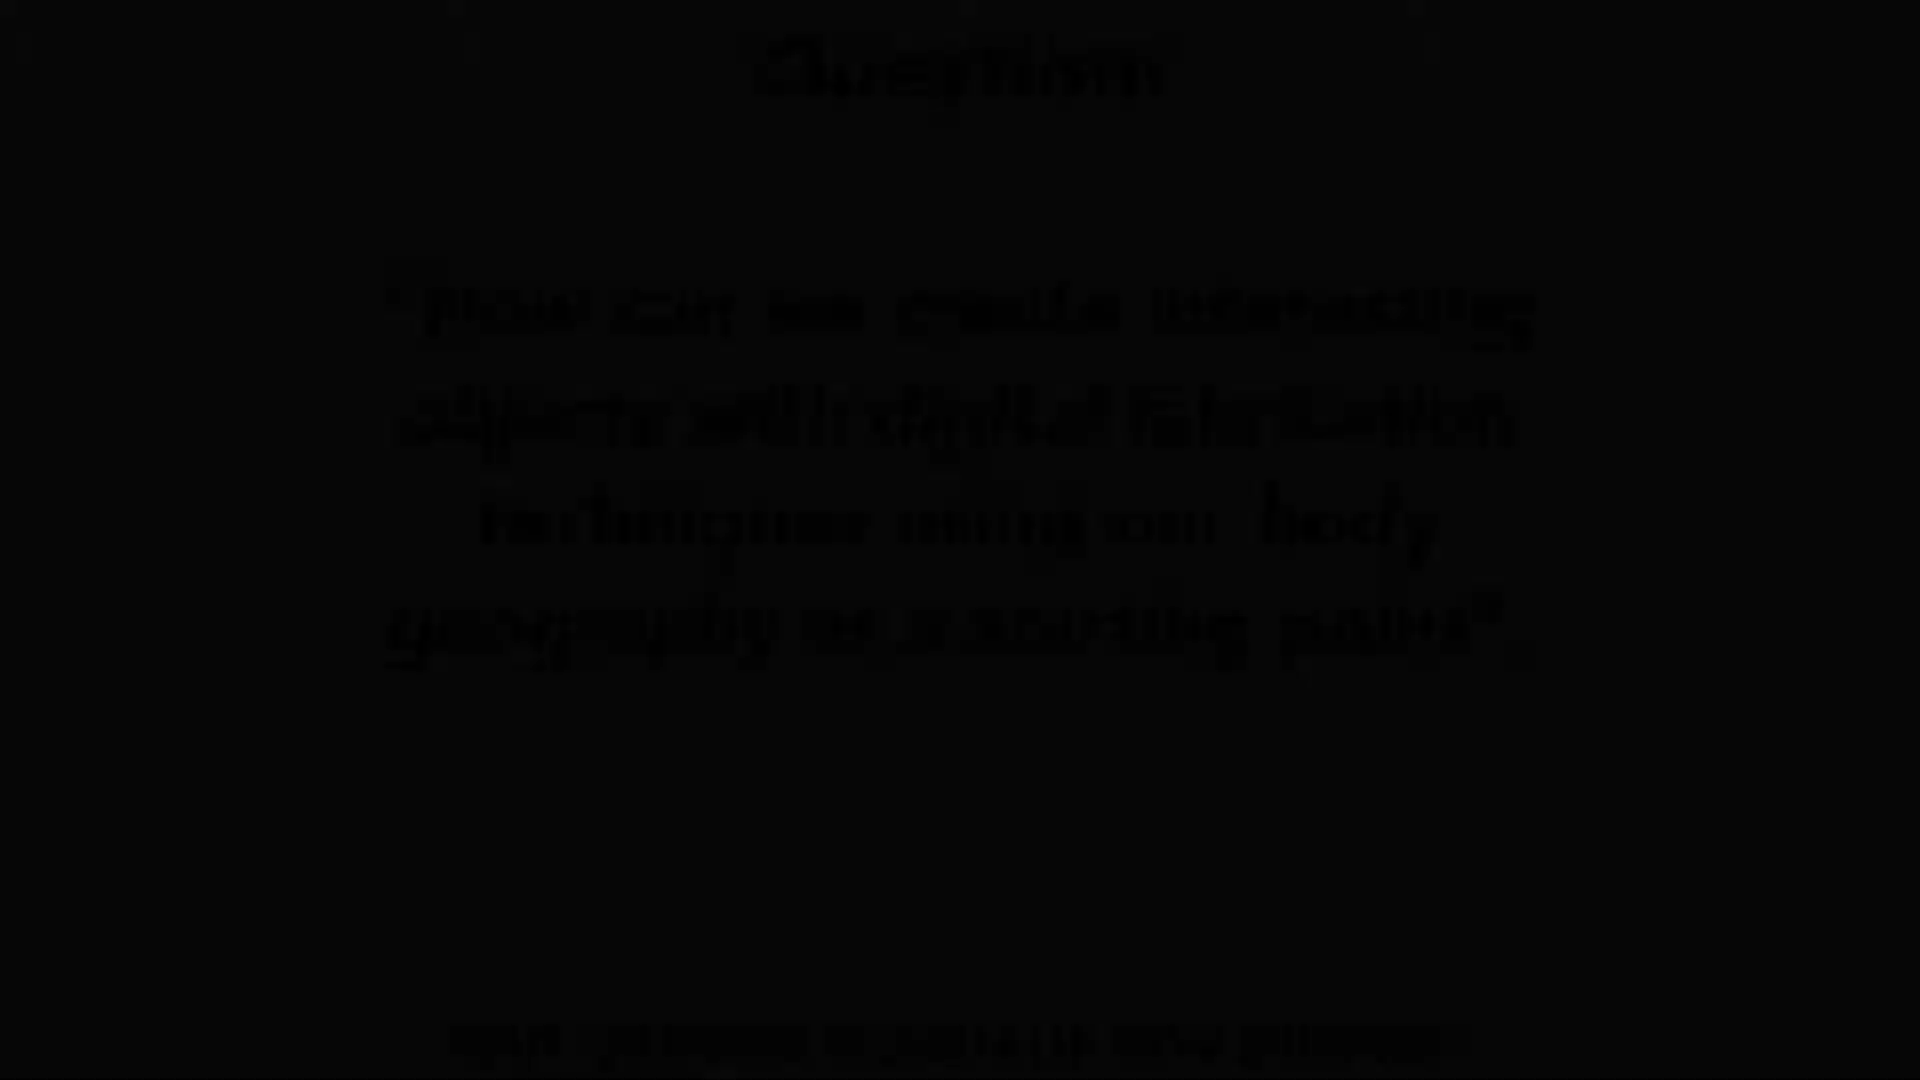 Question:
"How can we create interesting
objects with digital fabrication
techniques using our body
geography as a starting point".